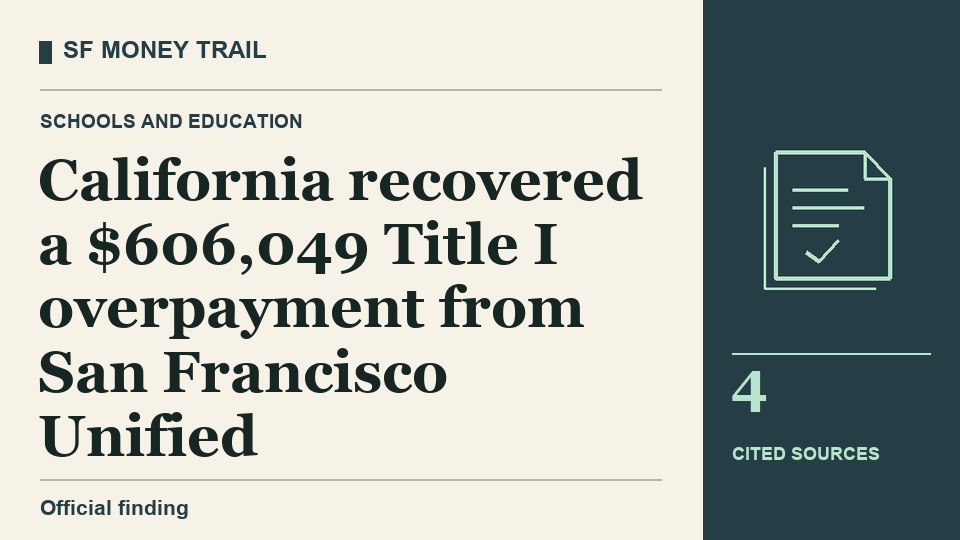 SF MONEY TRAIL
SCHOOLS AND EDUCATION
California recovered
a $606,049 Title I
overpayment from
San Francisco
Unified
Official finding
4
CITED SOURCES